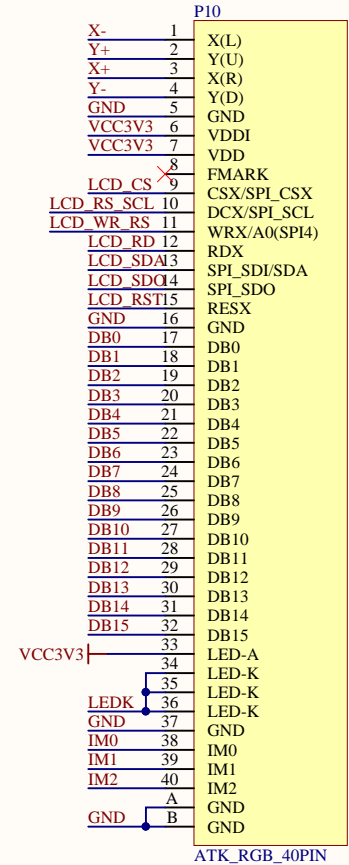 P10
X- 1 X(L)
Y+ 2 Y(U)
X+ 3 X(R)
Y- 4 Y(D)
GND 5 GND
VCC3V3 6 VDDI
VCC3V3 7 VDD
8 FMARK
LCD_CS 9 CSX/SPI_CSX
LCD_RS_SCL 10 DCX/SPI_SCL
LCD_WR_RS 11 WRX/A0(SPI4)
LCD_RD 12 RDX
LCD_SDA 13 SPI_SDI/SDA
LCD_SDO 14 SPI_SDO
LCD_RST 15 RESX
GND 16 GND
DB0 17 DB0
DB1 18 DB1
DB2 19 DB2
DB3 20 DB3
DB4 21 DB4
DB5 22 DB5
DB6 23 DB6
DB7 24 DB7
DB8 25 DB8
DB9 26 DB9
DB10 27 DB10
DB11 28 DB11
DB12 29 DB12
DB13 30 DB13
DB14 31 DB14
DB15 32 DB15
VCC3V3 33 LED-A
34 LED-K
35 LED-K
LEDK 36 LED-K
GND 37 GND
IM0 38 IM0
IM1 39 IM1
IM2 40 IM2
A GND
GND B GND
ATK_RGB_40PIN